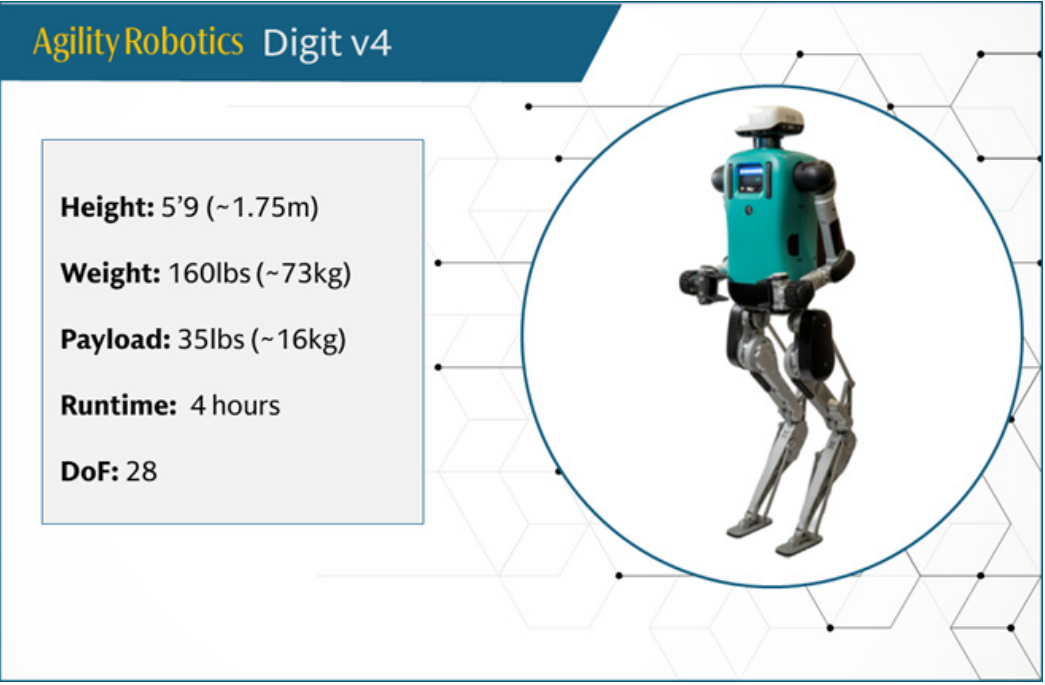 Agility Robotics Digit v4
Height: 5’9 (~1.75m)
Weight: 160lbs (~73kg)
Payload: 35lbs (~16kg)
Runtime: 4 hours
DoF: 28